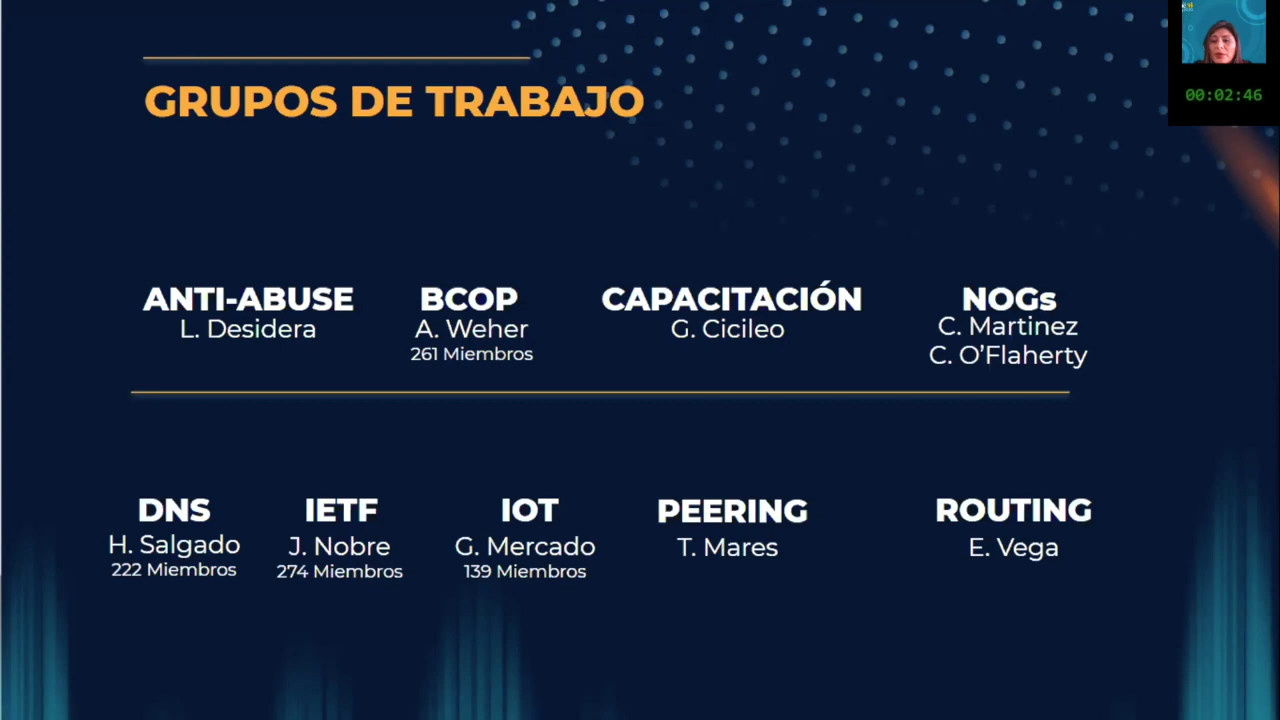 GRUPOS DE TRABAJO
00:02:46
ANTI-ABUSE
L. Desidera
BCOP
A. Weher
261 Miembros
CAPACITACIÓN
G. Cicileo
NOGs
C. Martinez
C. O'Flaherty
DNS
H. Salgado
222 Miembros
IETF
J. Nobre
274 Miembros
IOT
G. Mercado
139 Miembros
PEERING
T. Mares
ROUTING
E. Vega